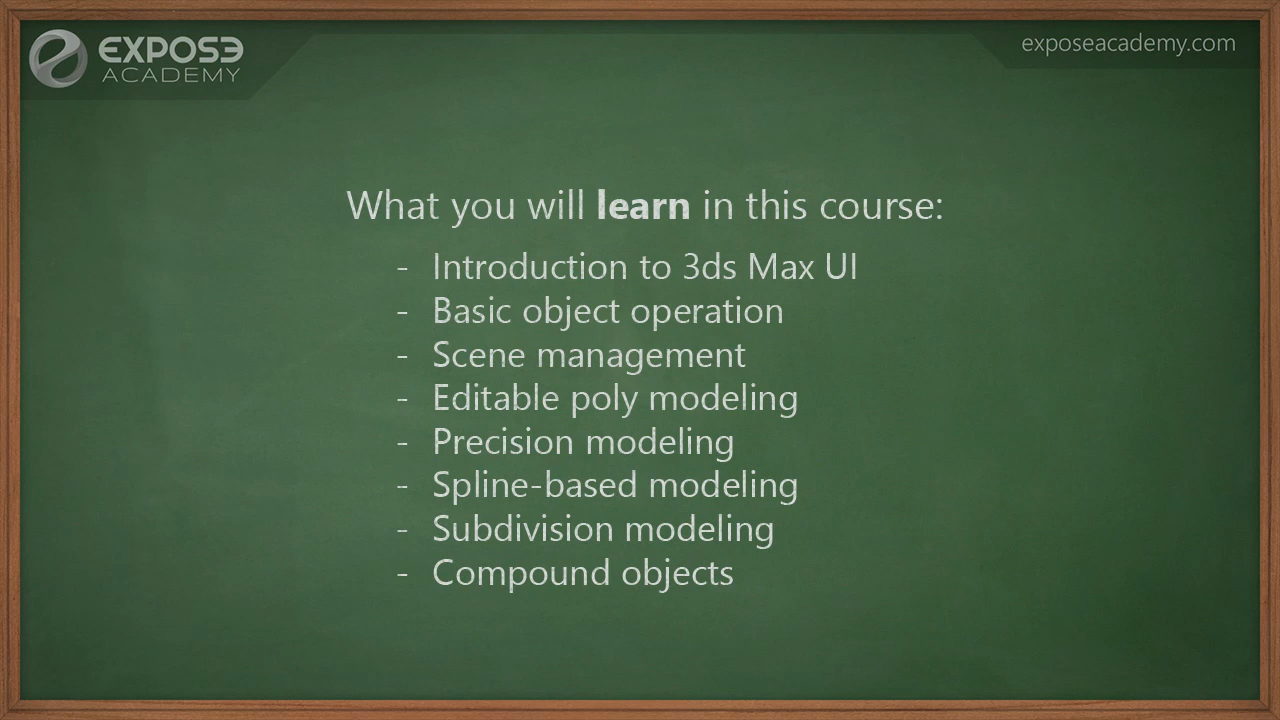 EXPOSE
ACADEMY
exposeacademy.com
What you will learn in this course:
- Introduction to 3ds Max UI
- Basic object operation
- Scene management
- Editable poly modeling
- Precision modeling
- Spline-based modeling
- Subdivision modeling
- Compound objects